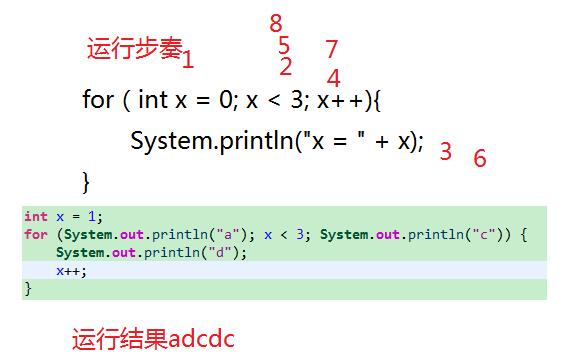 8
运行步奏 1 5 7
2
4
for ( int x = 0; x < 3; x++){
System.println("x = " + x); 3 6
}
int x = 1;
for (System.out.println("a"); x < 3; System.out.println("c")) {
System.out.println("d");
x++;
}
运行结果adcdc